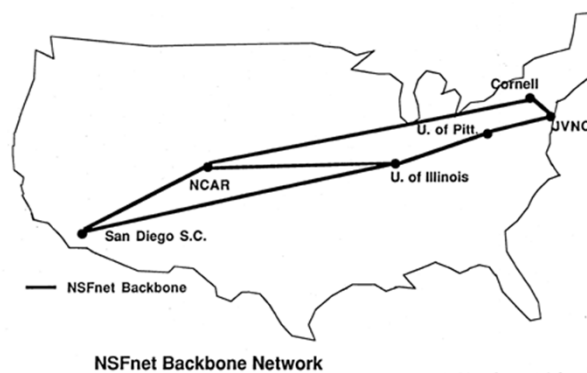 Cornell
JVNC
U. of Pitt.
NCAR
U. of Illinois
San Diego S.C.
NSFnet Backbone
NSFnet Backbone Network